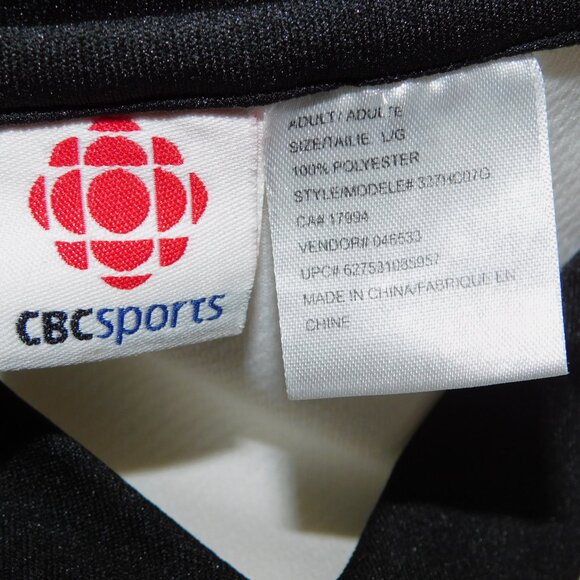 CBCsports
ADULT / ADULTE
SIZE/TAILLE L/G
100% POLYESTER
STYLE/MODELE# 337HC07G
CA# 17994
VENDOR# 046533
UPC# 627531085957
MADE IN CHINA/FABRIQUE EN
CHINE